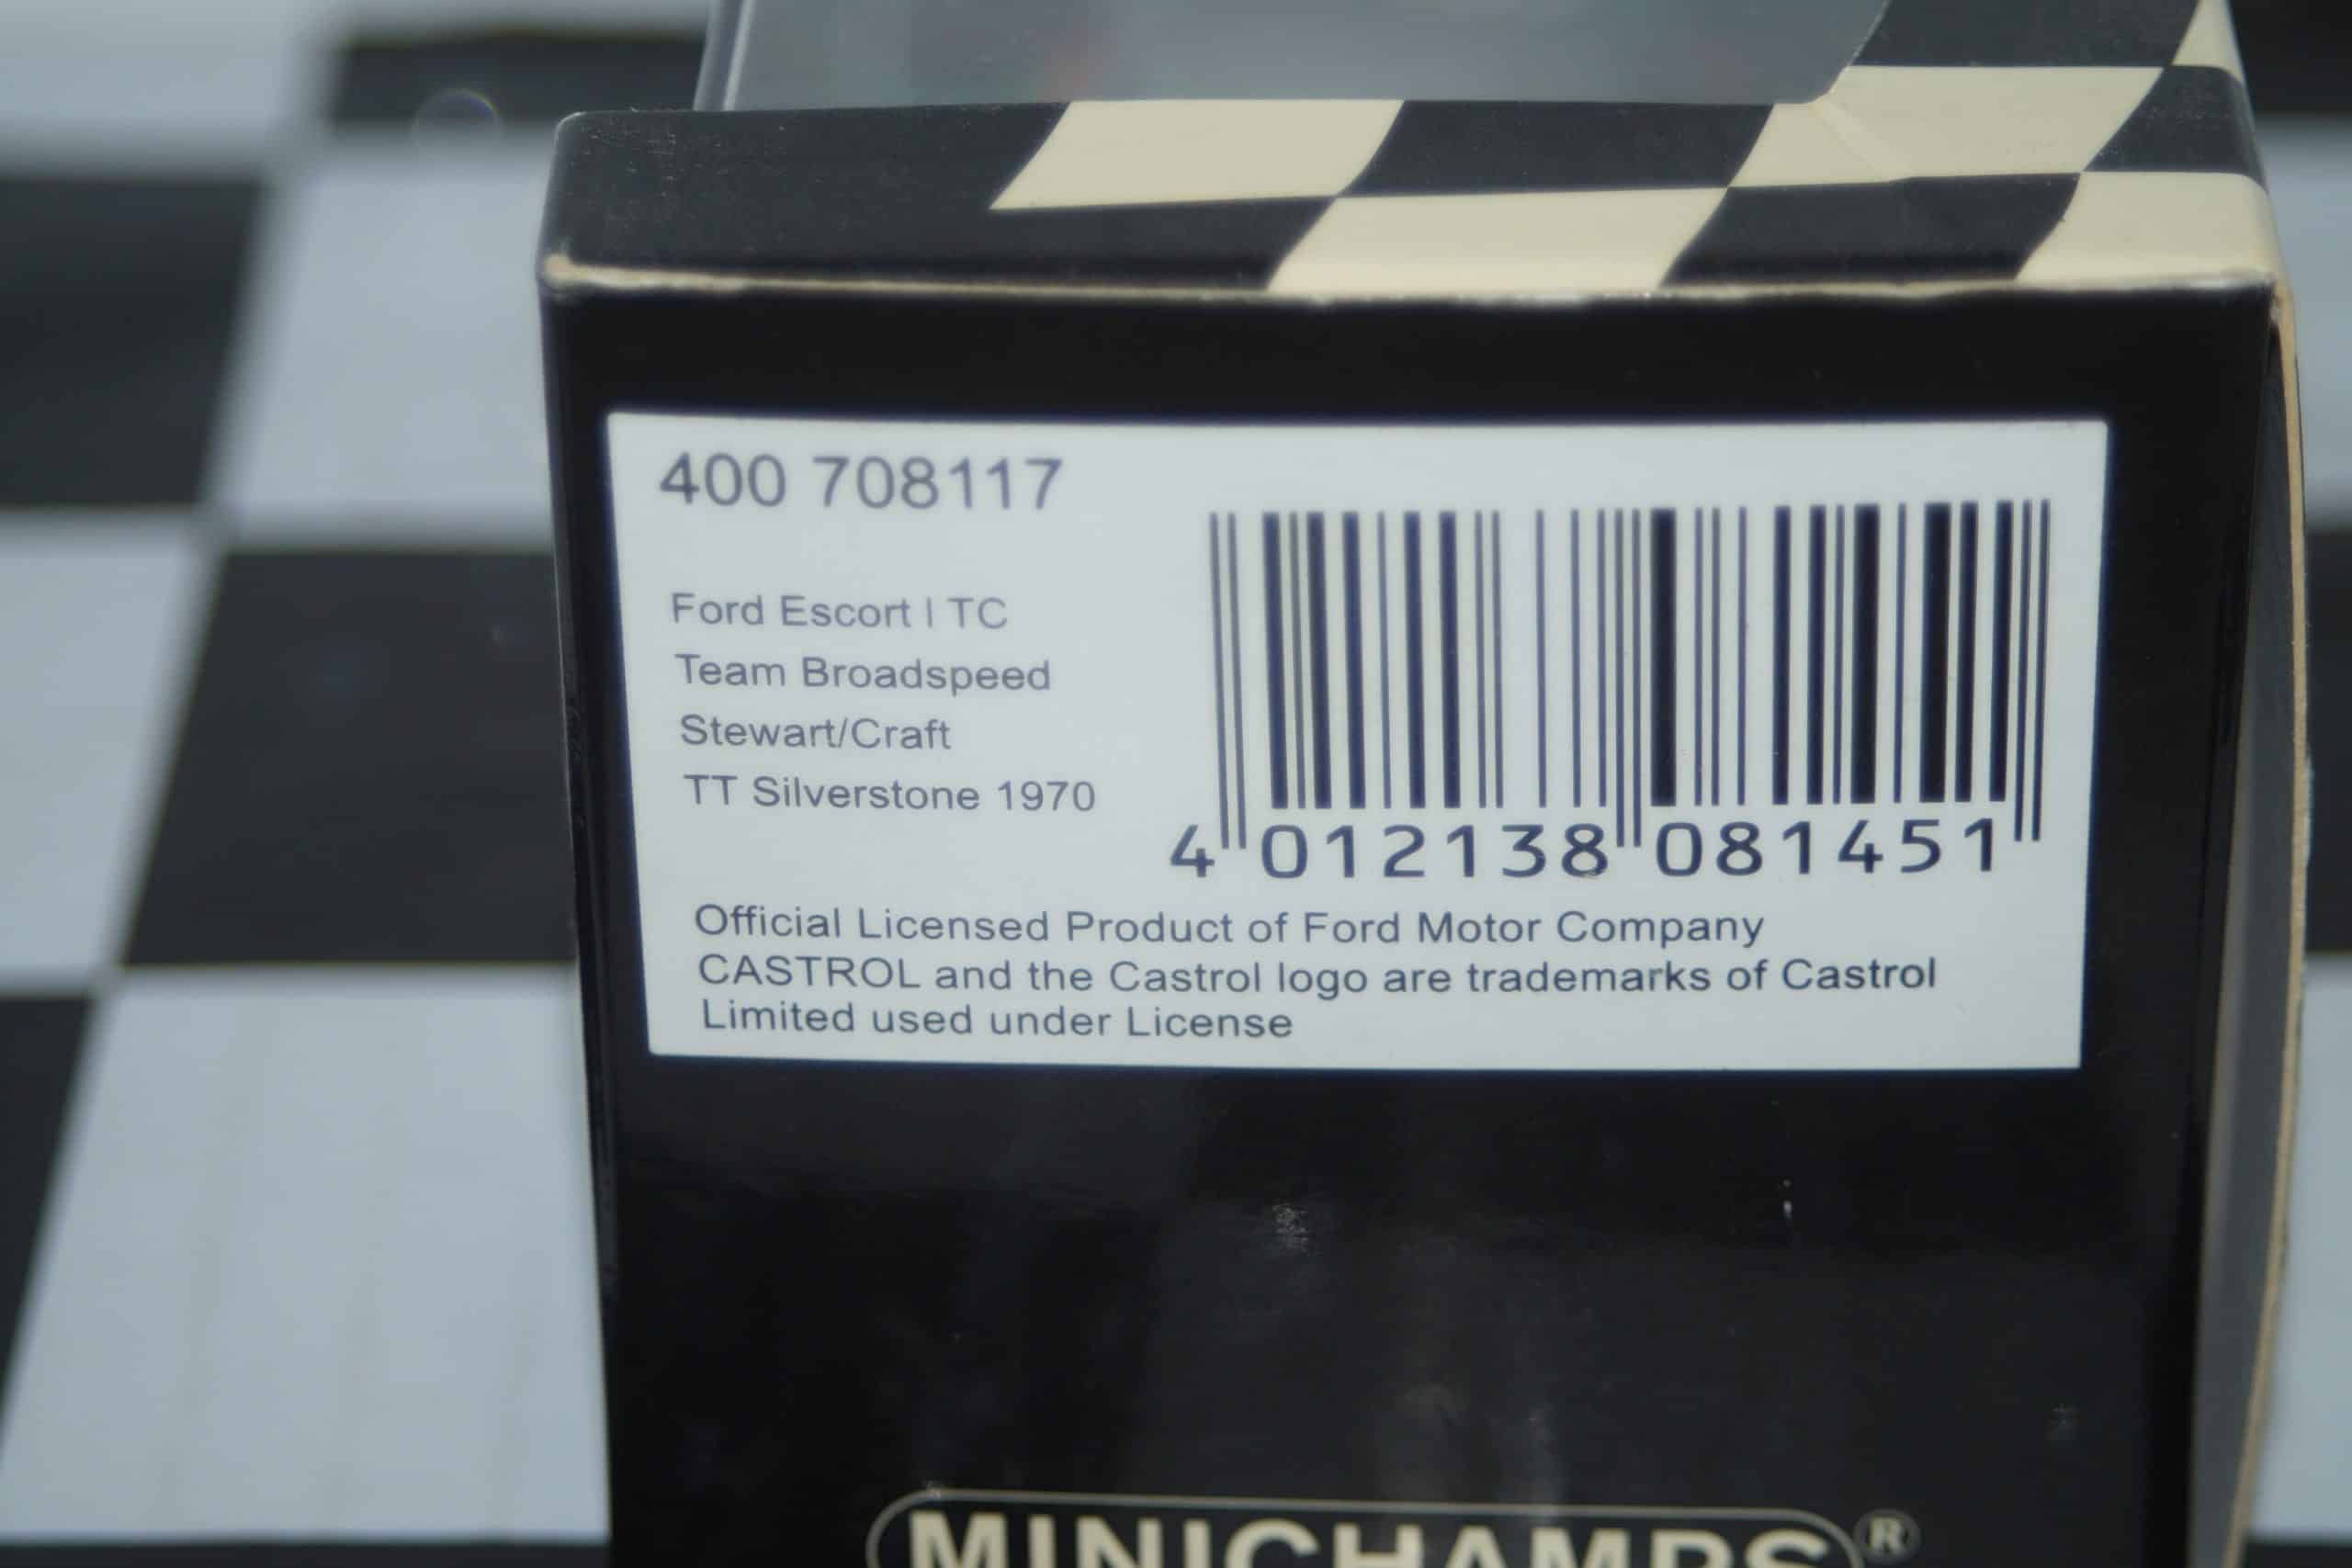 400 708117
Ford Escort I TC
Team Broadspeed
Stewart/Craft
TT Silverstone 1970
4 012138 081451
Official Licensed Product of Ford Motor Company
CASTROL and the Castrol logo are trademarks of Castrol
Limited used under License
MINICHAMPS®